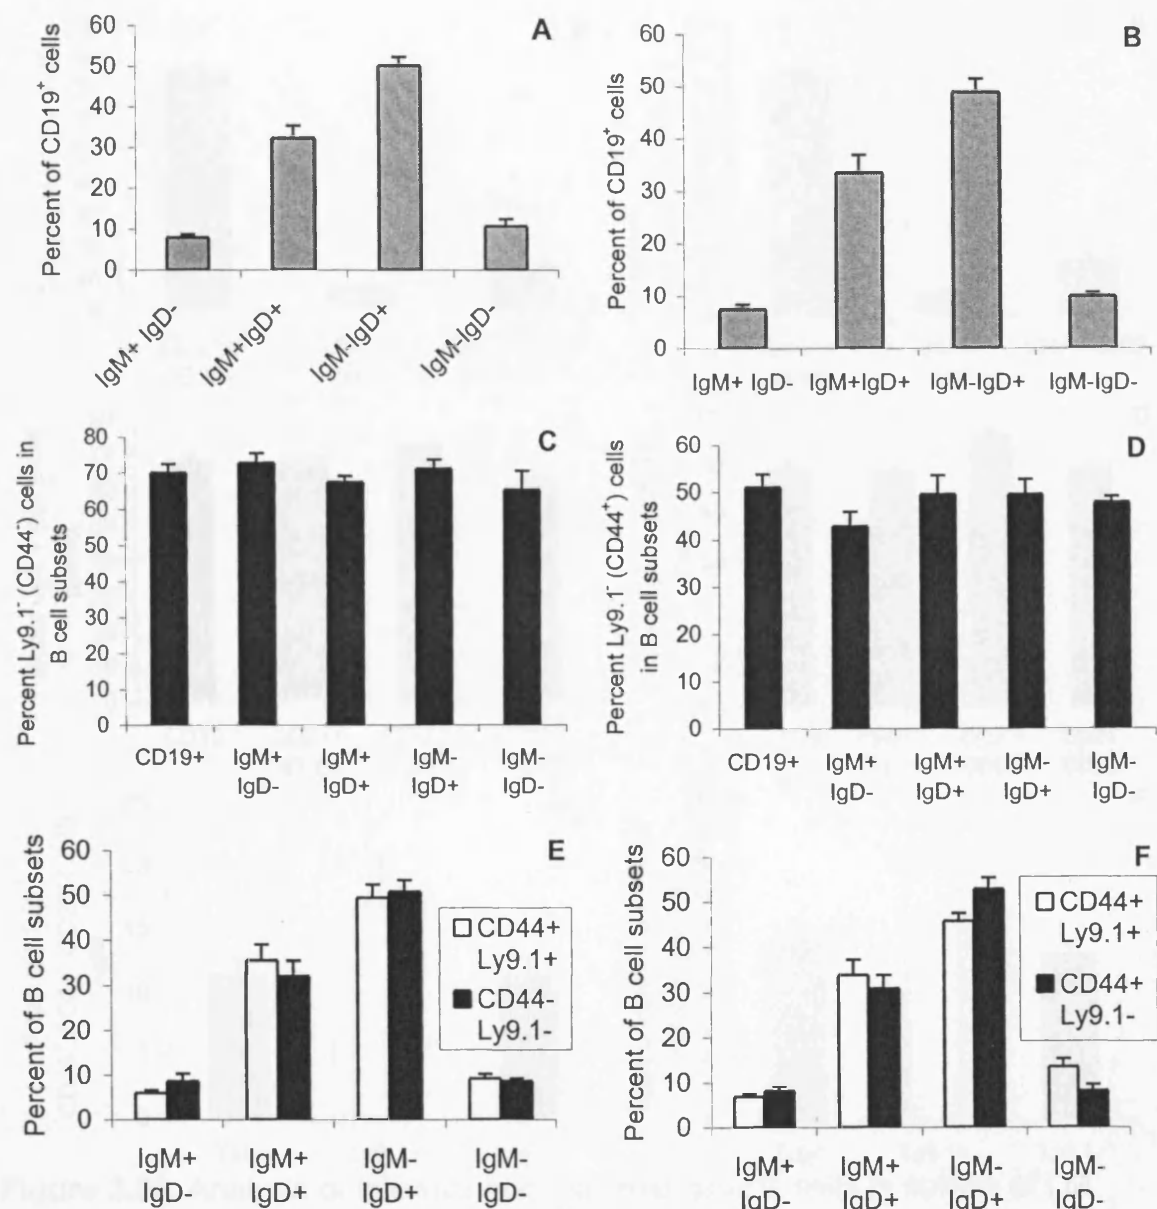 A
Percent of CD19⁺ cells
60
50
40
30
20
10
0
IgM+ IgD-
IgM+IgD+
IgM-IgD+
IgM-IgD-
B
Percent of CD19⁺ cells
60
50
40
30
20
10
0
IgM+ IgD-
IgM+IgD+
IgM-IgD+
IgM-IgD-
C
Percent Ly9.1⁻ (CD44⁻) cells in
B cell subsets
80
70
60
50
40
30
20
10
0
CD19+
IgM+
IgD-
IgM+
IgD+
IgM-
IgD+
IgM-
IgD-
D
Percent Ly9.1⁻ (CD44⁺) cells
in B cell subsets
60
50
40
30
20
10
0
CD19+
IgM+
IgD-
IgM+
IgD+
IgM-
IgD+
IgM-
IgD-
E
Percent of B cell subsets
60
50
40
30
20
10
0
IgM+
IgD-
IgM+
IgD+
IgM-
IgD+
IgM-
IgD-
CD44+
Ly9.1+
CD44-
Ly9.1-
F
Percent of B cell subsets
60
50
40
30
20
10
0
IgM+
IgD-
IgM+
IgD+
IgM-
IgD+
IgM-
IgD-
CD44+
Ly9.1+
CD44+
Ly9.1-